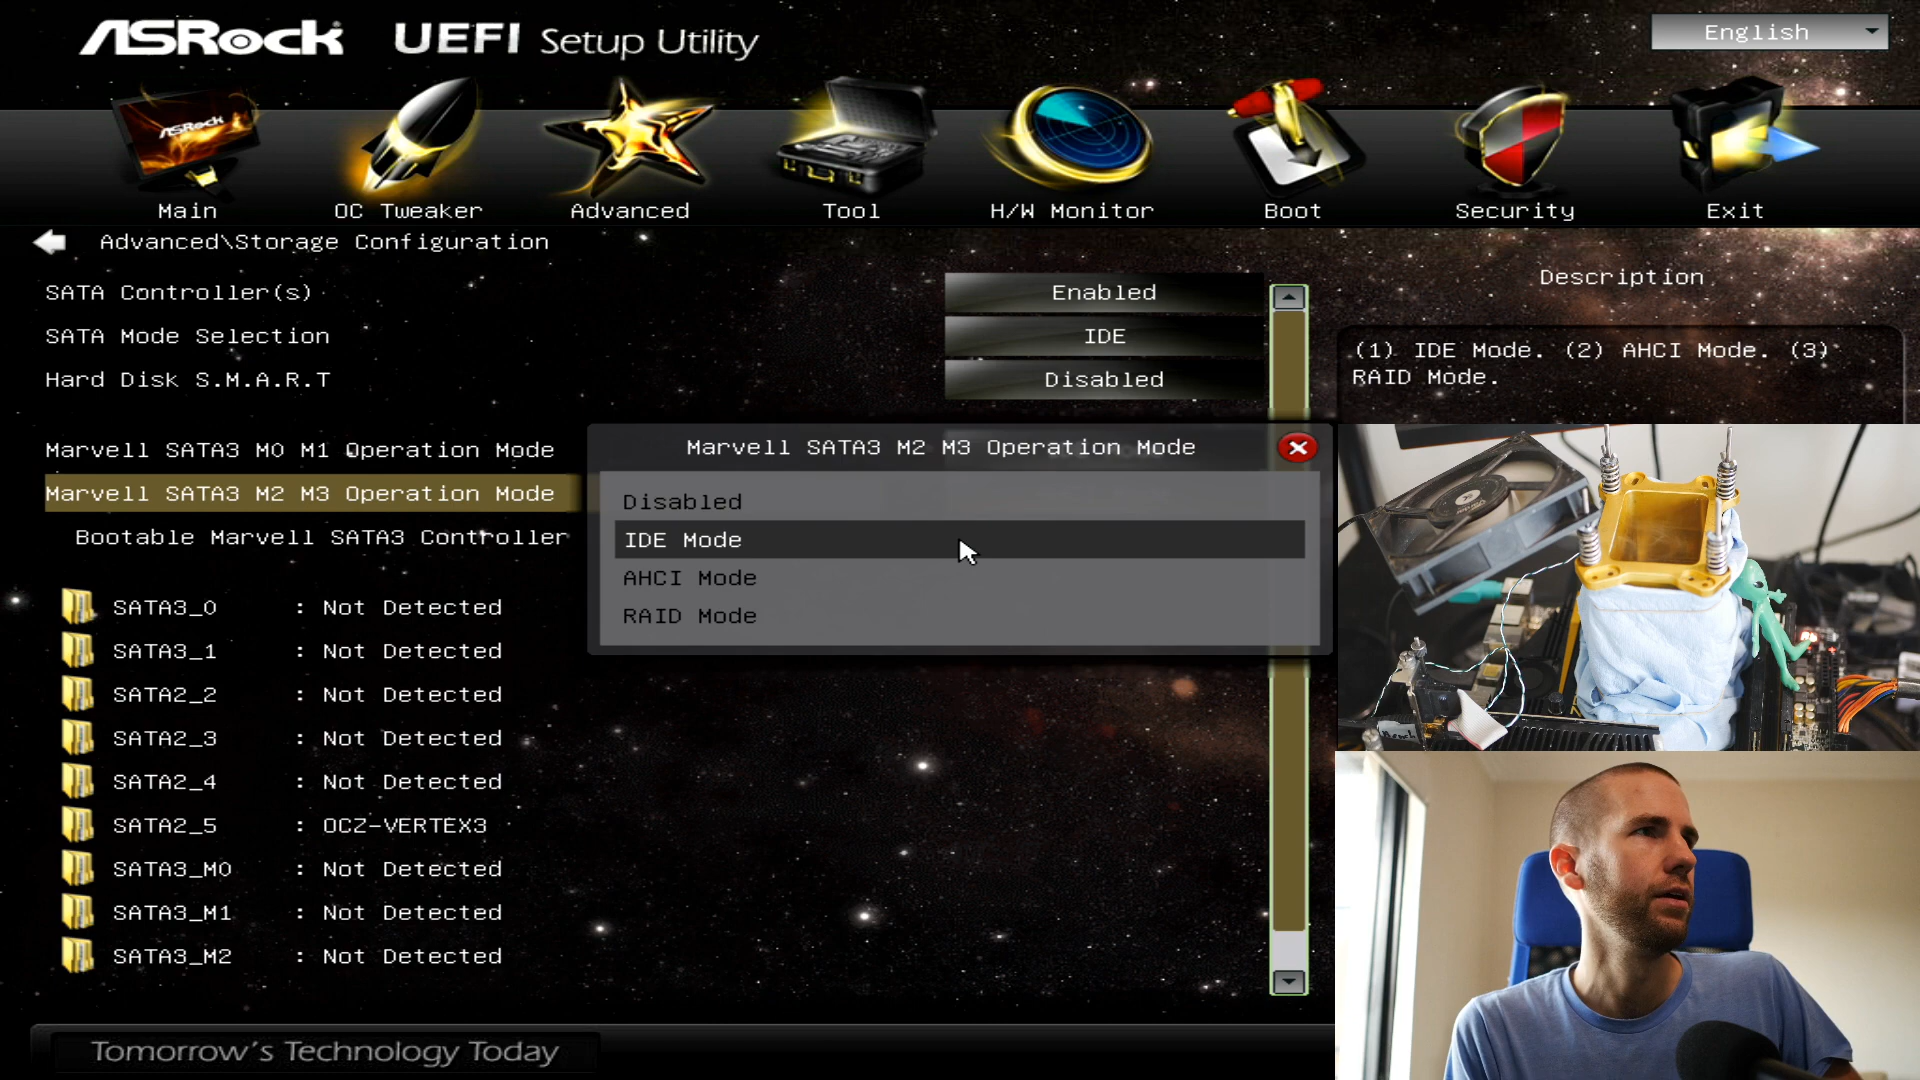 ASRock UEFI Setup Utility
English
Main OC Tweaker Advanced Tool H/W Monitor Boot Security Exit
Advanced\Storage Configuration
SATA Controller(s) Enabled
SATA Mode Selection IDE
Hard Disk S.M.A.R.T Disabled
Marvell SATA3 M0 M1 Operation Mode
Marvell SATA3 M2 M3 Operation Mode
Bootable Marvell SATA3 Controller
SATA3_0 : Not Detected
SATA3_1 : Not Detected
SATA2_2 : Not Detected
SATA2_3 : Not Detected
SATA2_4 : Not Detected
SATA2_5 : OCZ-VERTEX3
SATA3_M0 : Not Detected
SATA3_M1 : Not Detected
SATA3_M2 : Not Detected
Marvell SATA3 M2 M3 Operation Mode
Disabled
IDE Mode
AHCI Mode
RAID Mode
Description
(1) IDE Mode. (2) AHCI Mode. (3)
RAID Mode.
Tomorrow's Technology Today